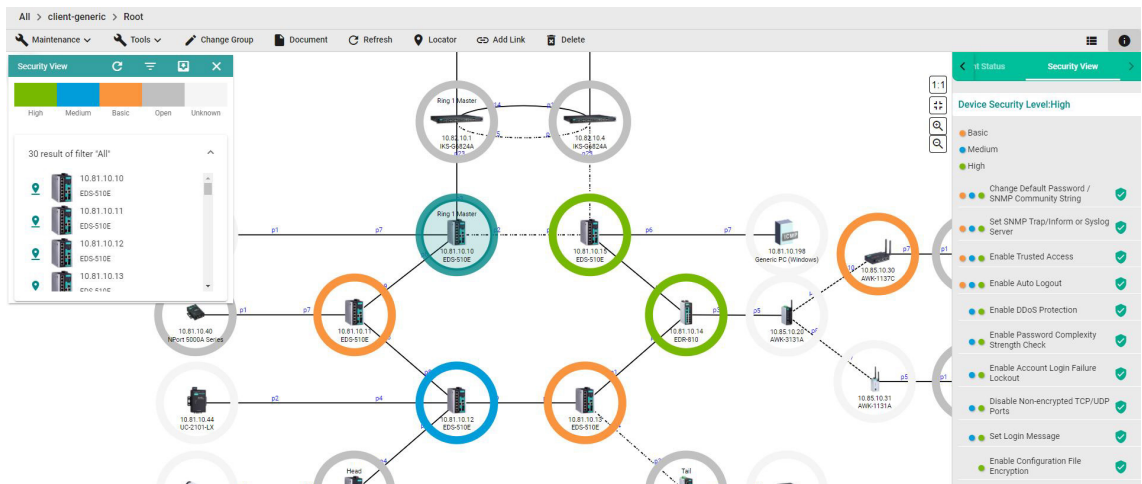 All > client-generic > Root
Maintenance
Tools
Change Group
Document
Refresh
Locator
Add Link
Delete
Security View
High
Medium
Basic
Open
Unknown
30 result of filter "All"
10.81.10.10
EDS-510E
10.81.10.11
EDS-510E
10.81.10.12
EDS-510E
10.81.10.13
EDS-510E
Ring 1 Master
10.82.10.1
IKS-G6824A
10.82.10.4
IKS-G6824A
p1
p7
Ring 1 Master
10.81.10.10
EDS-510E
10.81.10.15
EDS-510E
p6
p7
10.81.10.198
Generic PC (Windows)
10.85.10.30
AWK-1137C
p7
p1
10.81.10.40
NPort 5000A Series
p1
p7
10.81.10.11
EDS-510E
10.81.10.14
EDR-810
p3
p5
10.85.10.20
AWK-3131A
10.85.10.31
AWK-1131A
p5
p1
10.81.10.44
UC-2101-LX
p2
p4
10.81.10.12
EDS-510E
10.81.10.13
EDS-510E
Head
Tail
1:1
Status
Security View
Device Security Level:High
Basic
Medium
High
Change Default Password /
SNMP Community String
Set SNMP Trap/Inform or Syslog
Server
Enable Trusted Access
Enable Auto Logout
Enable DDoS Protection
Enable Password Complexity
Strength Check
Enable Account Login Failure
Lockout
Disable Non-encrypted TCP/UDP
Ports
Set Login Message
Enable Configuration File
Encryption